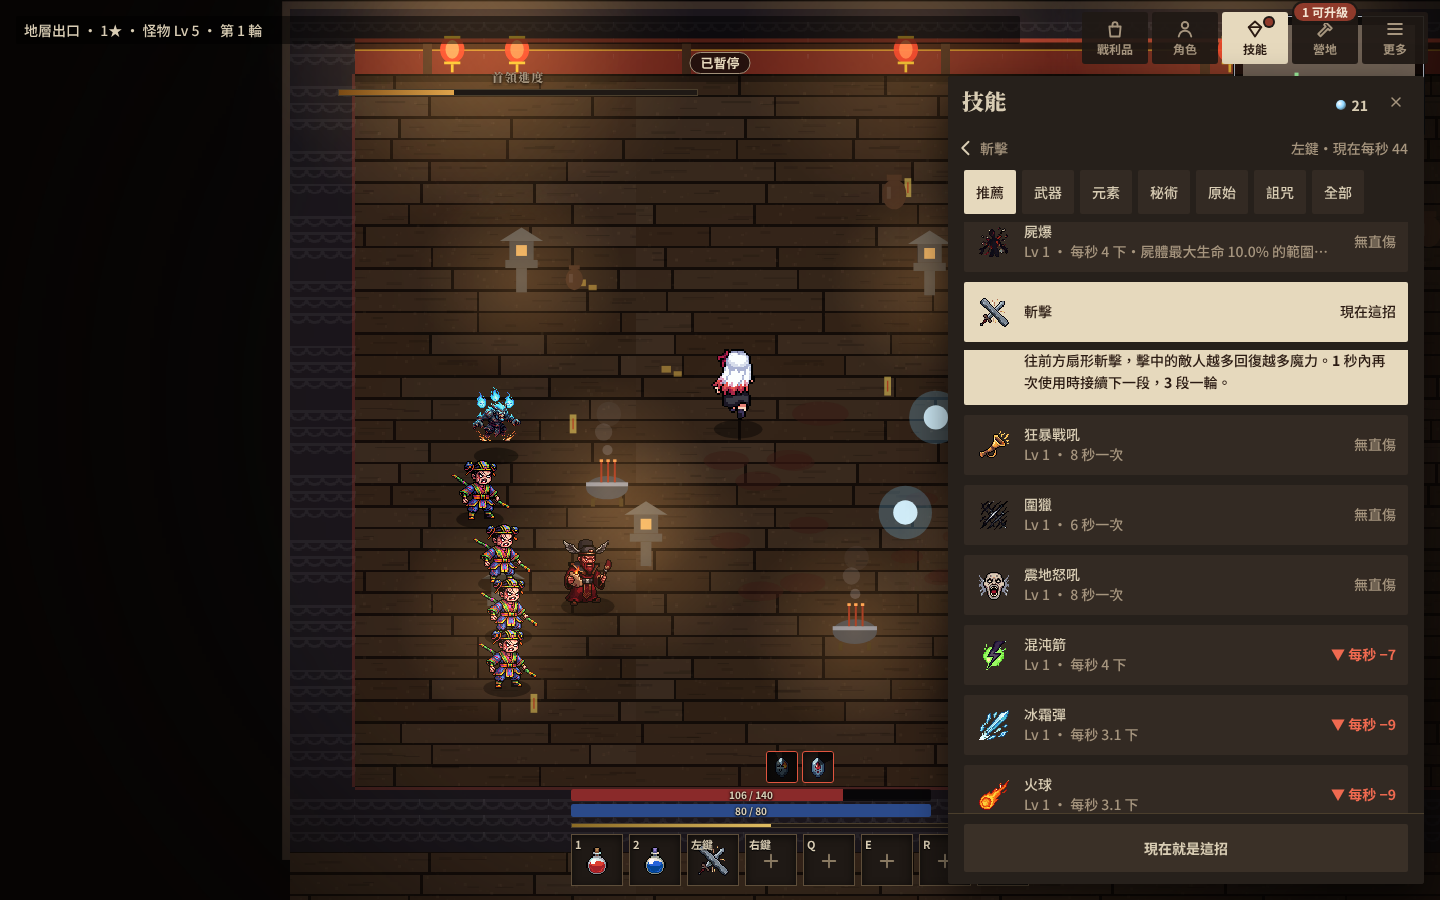 地層出口 · 1★ · 怪物 Lv 5 · 第 1 輪
已暫停
首領進度
1 可升級
戰利品
角色
技能
營地
更多
技能
21
斬擊
左鍵・現在每秒 44
推薦
武器
元素
秘術
原始
詛咒
全部
屍爆
Lv 1・每秒 4 下・屍體最大生命 10.0% 的範圍…
無直傷
斬擊
現在這招
往前方扇形斬擊，擊中的敵人越多回復越多魔力。1 秒內再
次使用時接續下一段，3 段一輪。
狂暴戰吼
Lv 1 · 8 秒一次
無直傷
圍獵
Lv 1 · 6 秒一次
無直傷
震地怒吼
Lv 1 · 8 秒一次
無直傷
混沌箭
Lv 1 · 每秒 4 下
▼ 每秒 −7
冰霜彈
Lv 1 · 每秒 3.1 下
▼ 每秒 −9
火球
Lv 1 · 每秒 3.1 下
▼ 每秒 −9
現在就是這招
106 / 140
80 / 80
1
2
左鍵
右鍵
Q
E
R